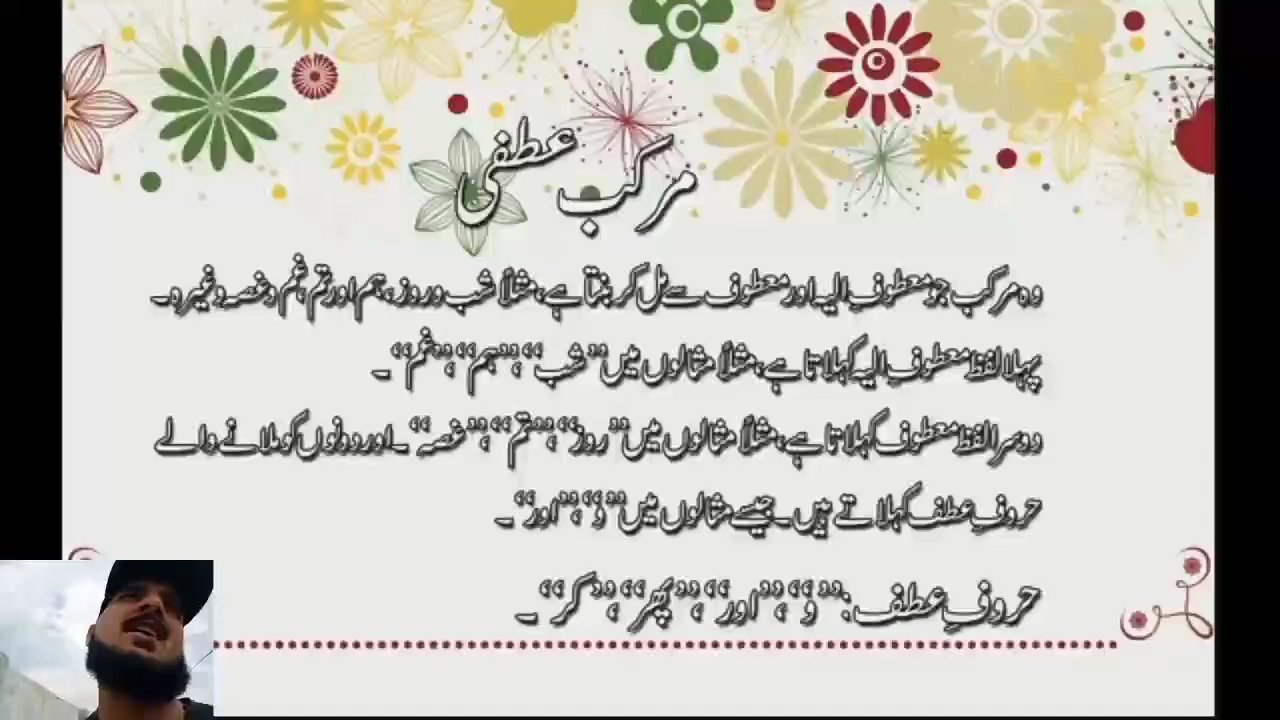 مرکب عطفی
وہ مرکب جو معطوفِ الیہ اور معطوف سے مل کر بنتا ہے، مثلاً شب و روز، ہم اور تم، غم و غصہ وغیرہ۔
پہلا لفظ معطوفِ الیہ کہلاتا ہے، مثلاً مثالوں میں ”شب“، ”ہم“، ”غم“۔
دوسرا لفظ معطوف کہلاتا ہے، مثلاً مثالوں میں ”روز“، ”تم“، ”غصہ“۔ اور دونوں کو ملانے والے
حروفِ عطف کہلاتے ہیں۔ جیسے مثالوں میں ”و“، ”اور“۔
حروفِ عطف: ”و“، ”اور“، ”پھر“، ”کر“۔